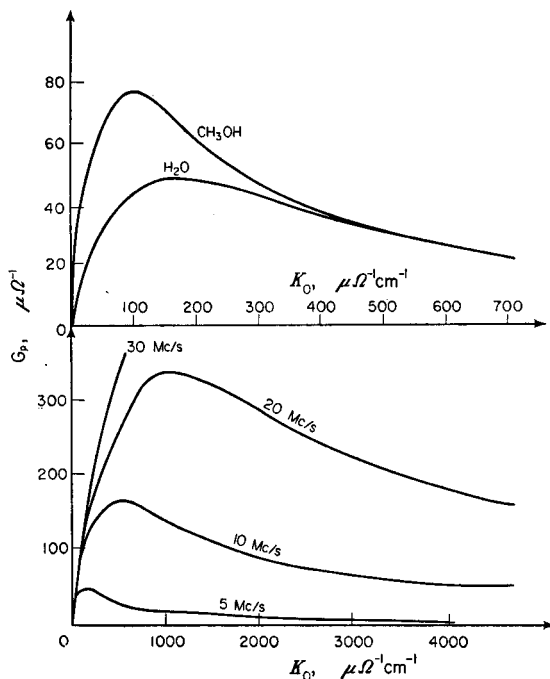 80
60
40
20
0
μΩ⁻¹
CH₃OH
H₂O
K₀, μΩ⁻¹cm⁻¹
100 200 300 400 500 600 700
Gₚ,
300
200
100
0
30 Mc/s
20 Mc/s
10 Mc/s
5 Mc/s
1000 2000 3000 4000
K₀, μΩ⁻¹cm⁻¹